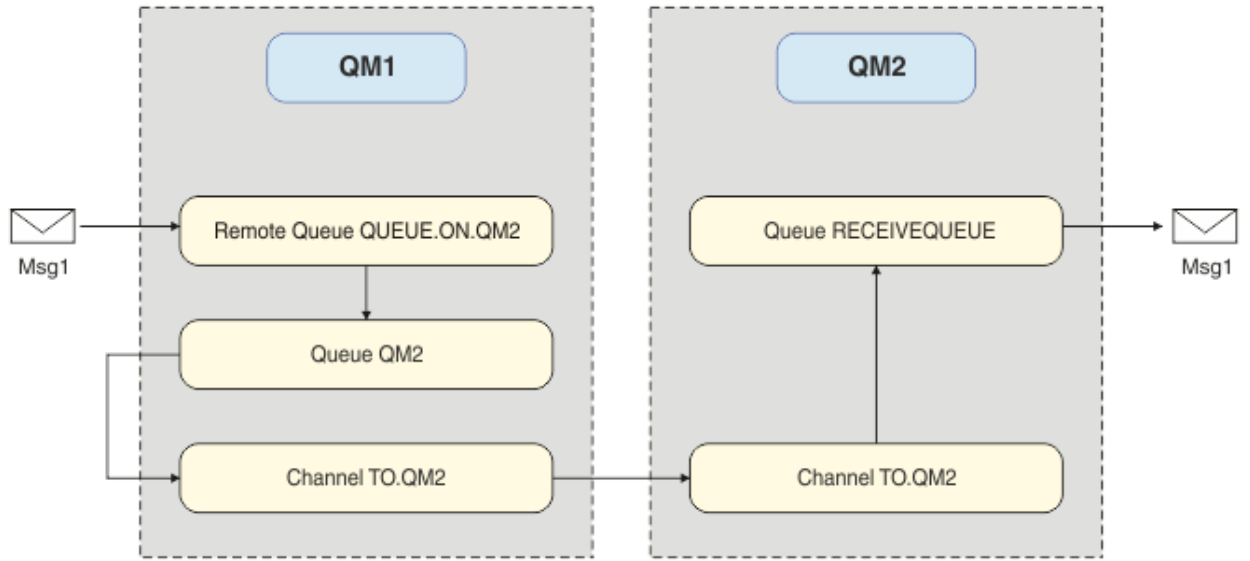 QM1
QM2
Msg1
Remote Queue QUEUE.ON.QM2
Queue QM2
Channel TO.QM2
Queue RECEIVEQUEUE
Channel TO.QM2
Msg1